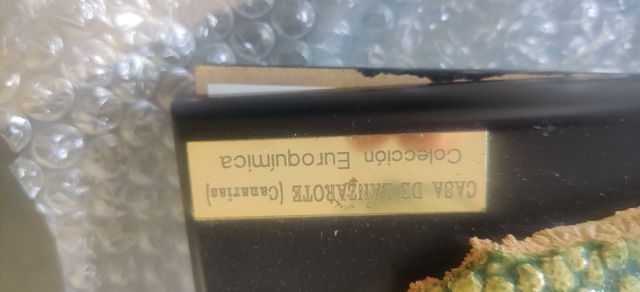 CASA DE LANZAROTE (Canarias)
Colección Euroquímica